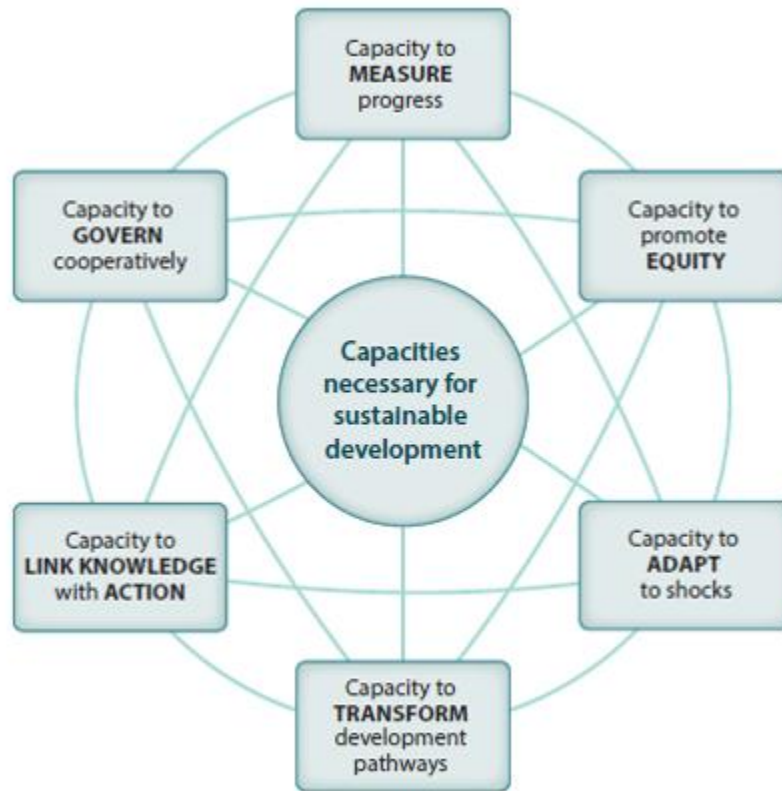 Capacity to
MEASURE
progress
Capacity to
GOVERN
cooperatively
Capacity to
promote
EQUITY
Capacities
necessary for
sustainable
development
Capacity to
LINK KNOWLEDGE
with ACTION
Capacity to
ADAPT
to shocks
Capacity to
TRANSFORM
development
pathways